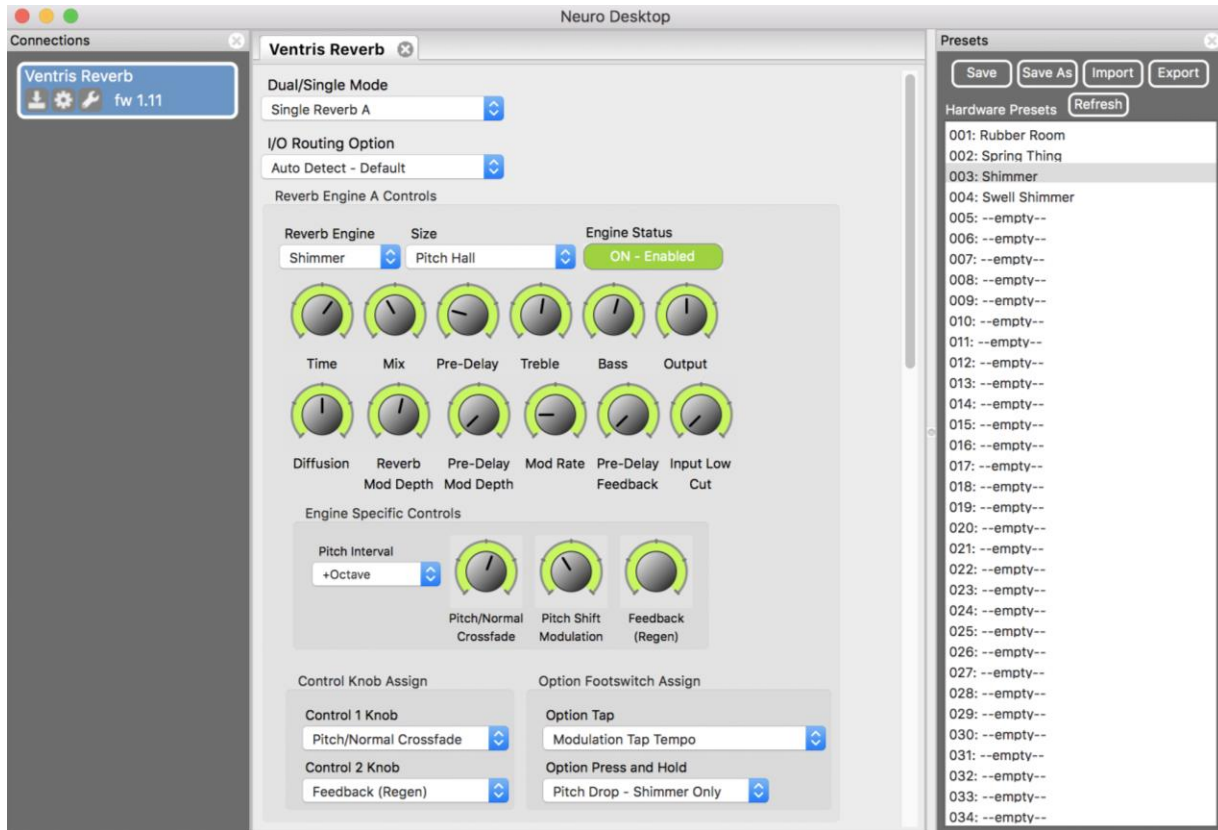 Neuro Desktop
Connections
Ventris Reverb
fw 1.11
Ventris Reverb
Dual/Single Mode
Single Reverb A
I/O Routing Option
Auto Detect - Default
Reverb Engine A Controls
Reverb Engine Size Engine Status
Shimmer Pitch Hall ON - Enabled
Time Mix Pre-Delay Treble Bass Output
Diffusion Reverb Pre-Delay Mod Rate Pre-Delay Input Low
Mod Depth Mod Depth Feedback Cut
Engine Specific Controls
Pitch Interval
+Octave
Pitch/Normal Pitch Shift Feedback
Crossfade Modulation (Regen)
Control Knob Assign Option Footswitch Assign
Control 1 Knob Option Tap
Pitch/Normal Crossfade Modulation Tap Tempo
Control 2 Knob Option Press and Hold
Feedback (Regen) Pitch Drop - Shimmer Only
Presets
Save Save As Import Export
Hardware Presets Refresh
001: Rubber Room
002: Spring Thing
003: Shimmer
004: Swell Shimmer
005: --empty--
006: --empty--
007: --empty--
008: --empty--
009: --empty--
010: --empty--
011: --empty--
012: --empty--
013: --empty--
014: --empty--
015: --empty--
016: --empty--
017: --empty--
018: --empty--
019: --empty--
020: --empty--
021: --empty--
022: --empty--
023: --empty--
024: --empty--
025: --empty--
026: --empty--
027: --empty--
028: --empty--
029: --empty--
030: --empty--
031: --empty--
032: --empty--
033: --empty--
034: --empty--